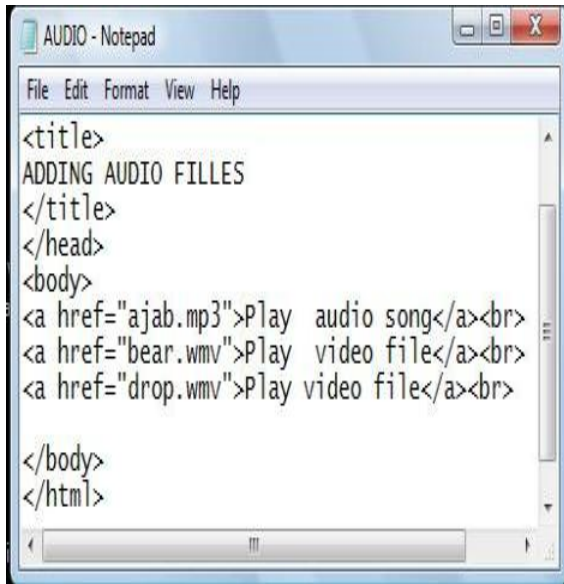 AUDIO - Notepad
File Edit Format View Help
<title>
ADDING AUDIO FILLES
</title>
</head>
<body>
<a href="ajab.mp3">Play  audio song</a><br>
<a href="bear.wmv">Play  video file</a><br>
<a href="drop.wmv">Play video file</a><br>
</body>
</html>